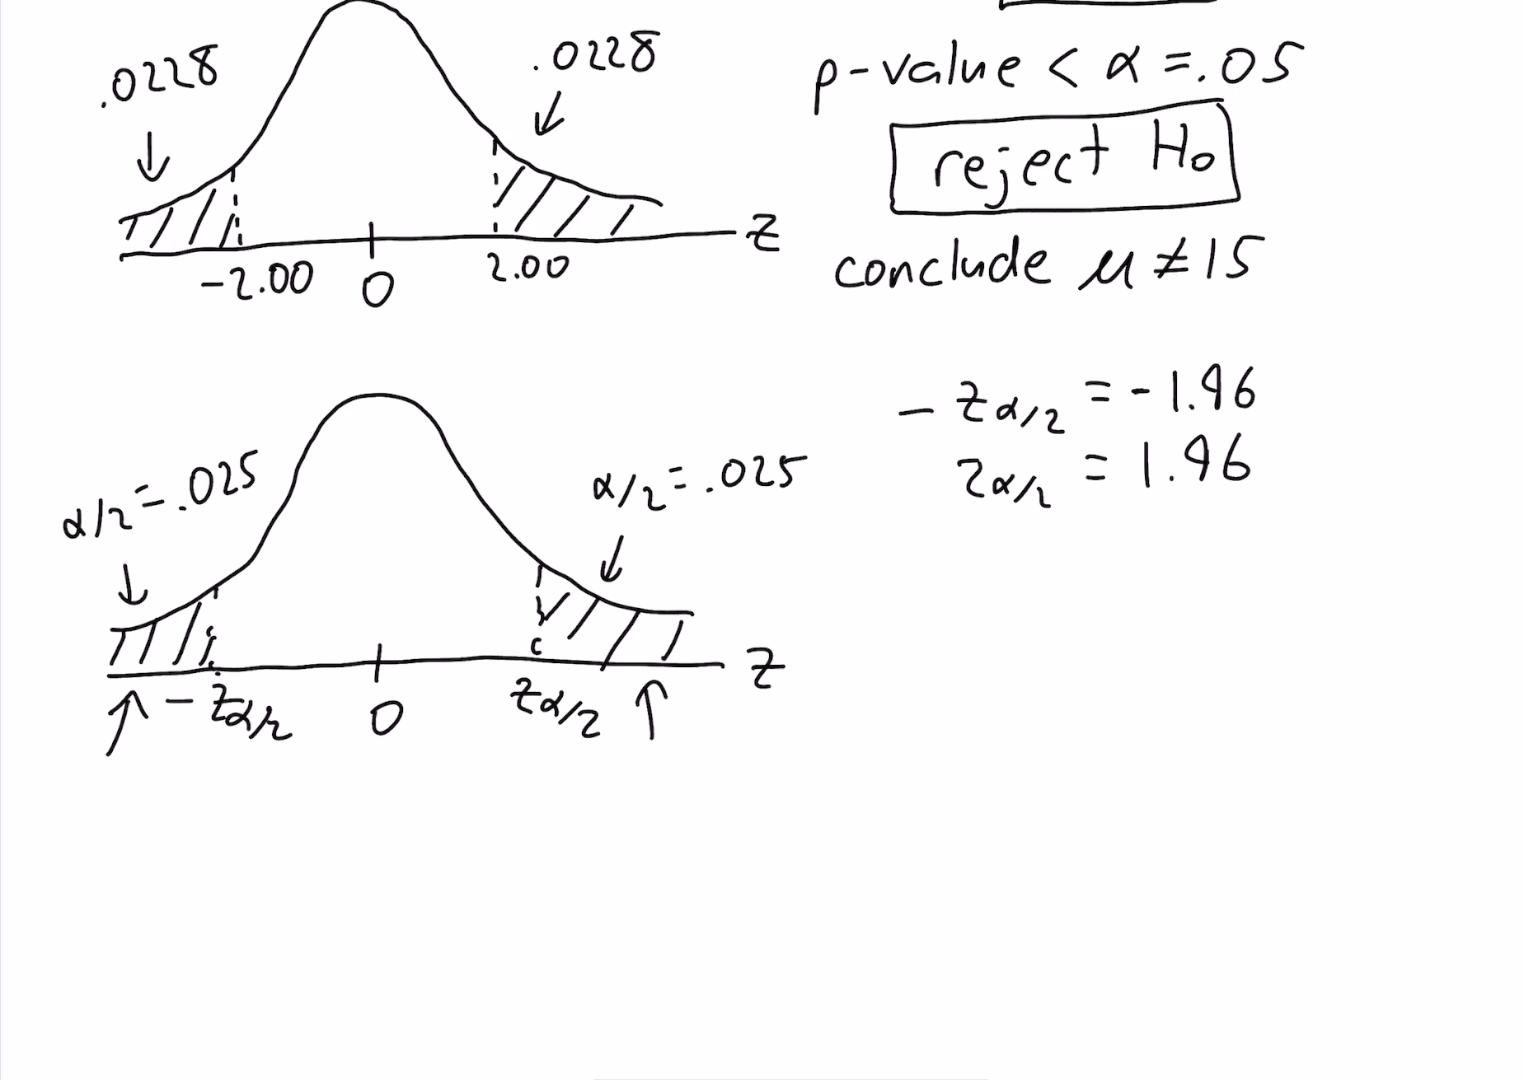 .0228
.0228
-2.00
0
2.00
z
p-value < α = .05
reject H₀
conclude μ ≠ 15
α/2 = .025
α/2 = .025
-zα/2
0
zα/2
z
-zα/2 = -1.96
zα/2 = 1.96